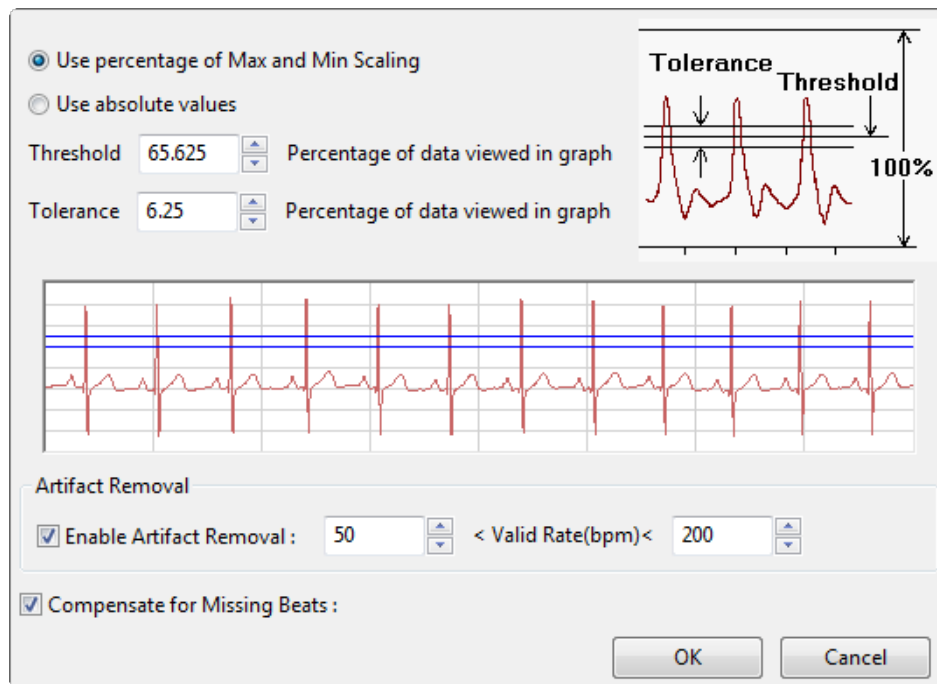 Use percentage of Max and Min Scaling
Use absolute values
Threshold 65.625 Percentage of data viewed in graph
Tolerance 6.25 Percentage of data viewed in graph
Tolerance
Threshold
100%
Artifact Removal
Enable Artifact Removal : 50 < Valid Rate(bpm)< 200
Compensate for Missing Beats :
OK Cancel